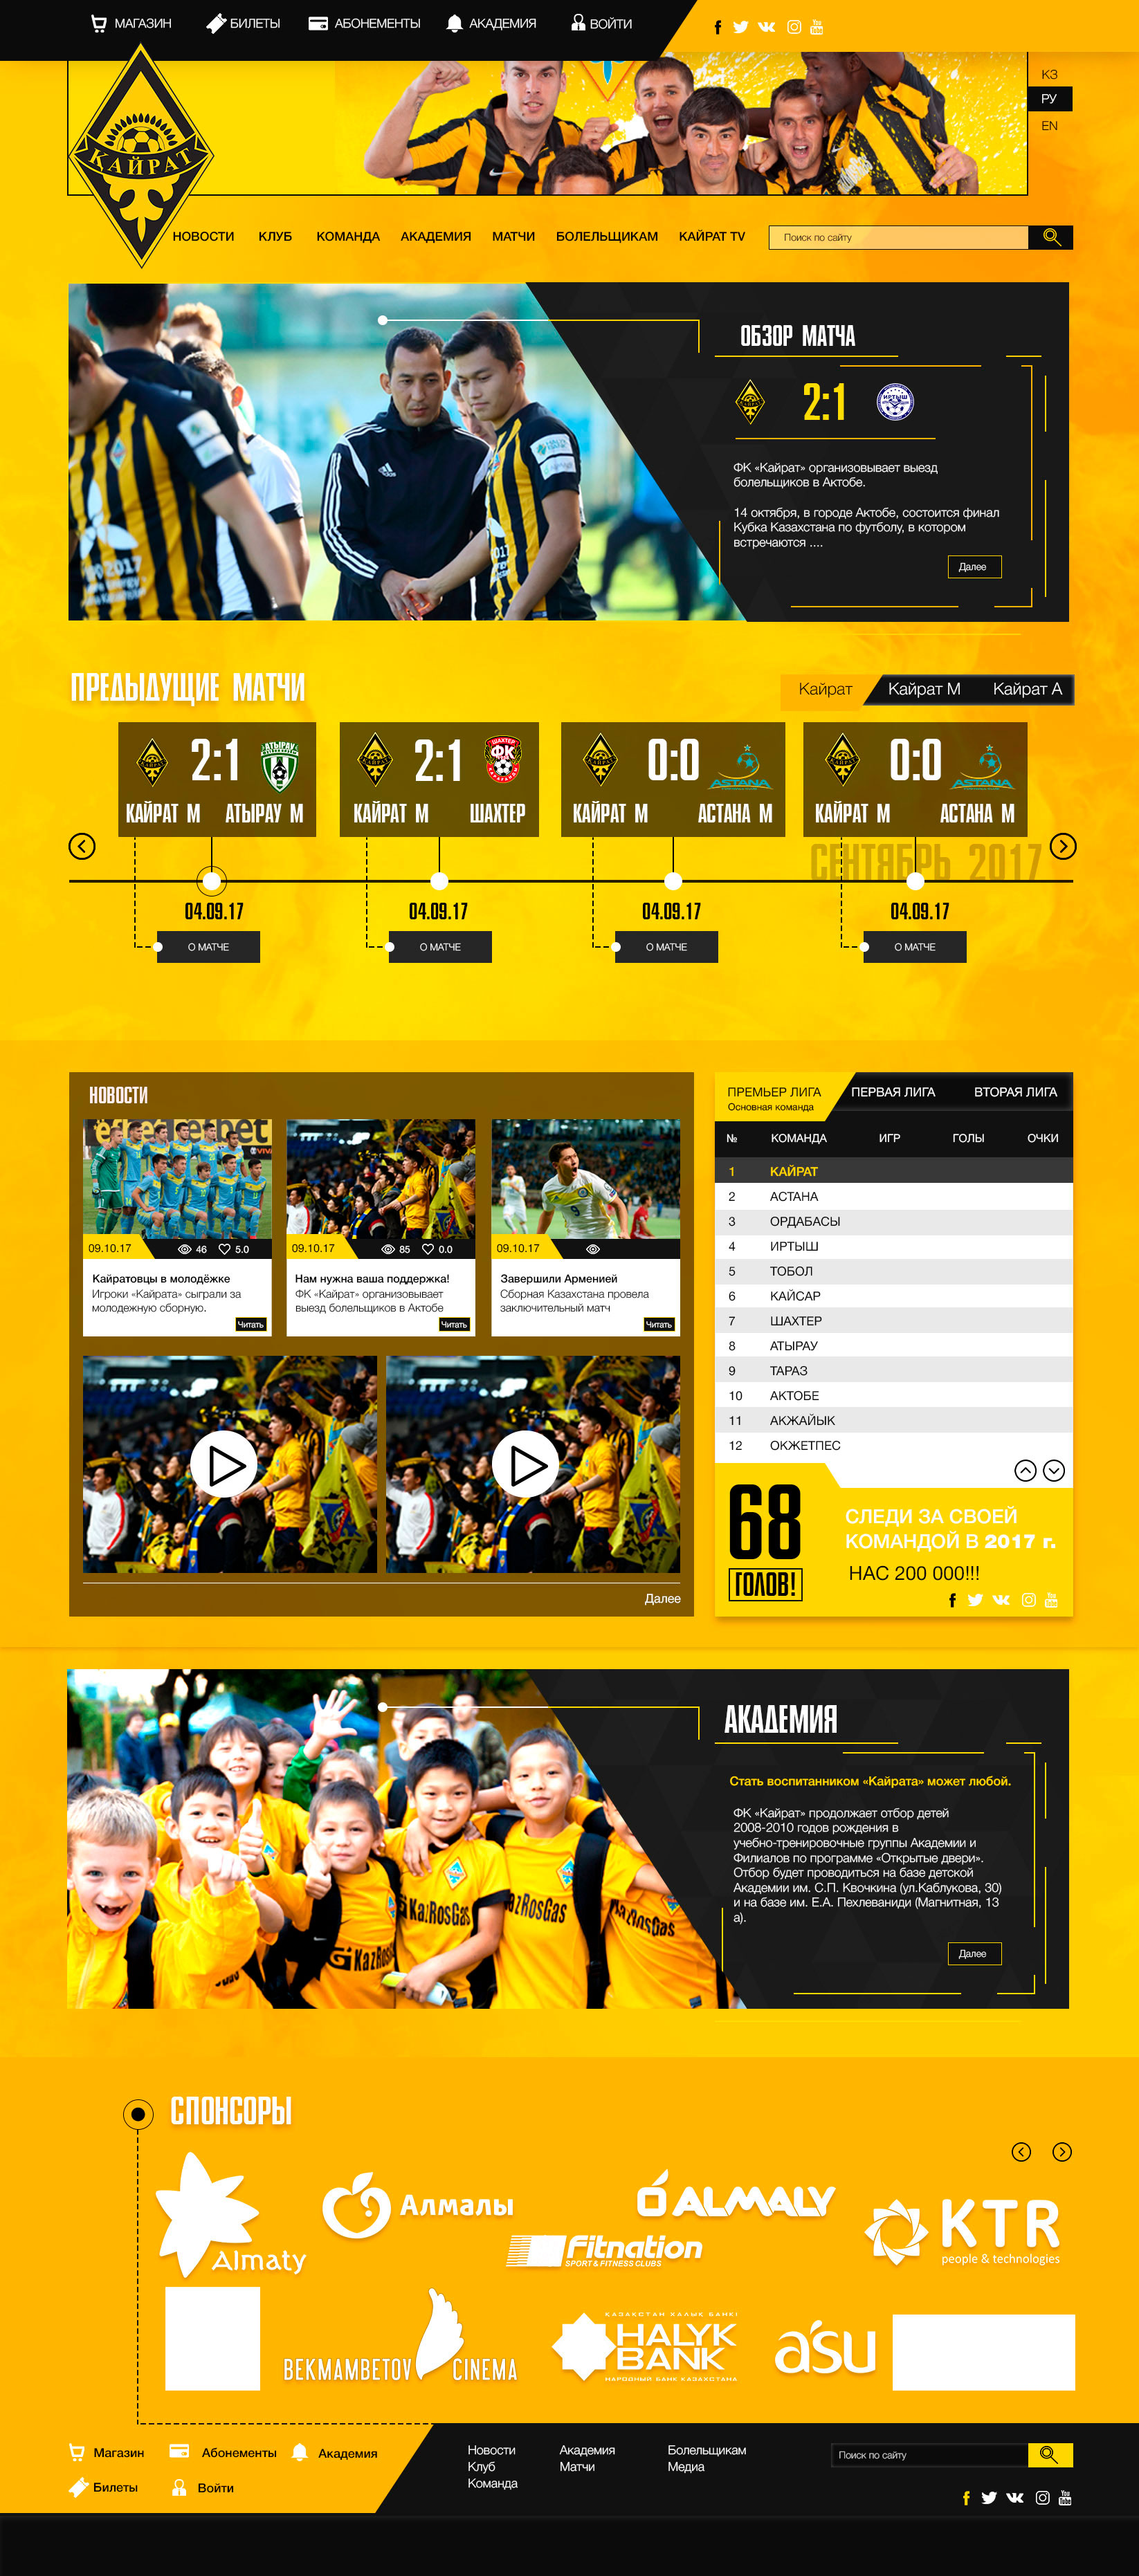 МАГАЗИН БИЛЕТЫ АБОНЕМЕНТЫ АКАДЕМИЯ ВОЙТИ
КЗ
РУ
EN
КАЙРАТ
НОВОСТИ КЛУБ КОМАНДА АКАДЕМИЯ МАТЧИ БОЛЕЛЬЩИКАМ КАЙРАТ TV Поиск по сайту
ОБЗОР МАТЧА
2:1
ИРТЫШ
ФК «Кайрат» организовывает выезд
болельщиков в Актобе.
14 октября, в городе Актобе, состоится финал
Кубка Казахстана по футболу, в котором
встречаются ....
Далее
ПРЕДЫДУЩИЕ МАТЧИ
Кайрат Кайрат М Кайрат А
2:1 АТЫРАУ
КАЙРАТ М АТЫРАУ М
2:1 ШАХТЕР ФК
КАЙРАТ М ШАХТЕР
0:0 ASTANA
КАЙРАТ М АСТАНА М
0:0 ASTANA
КАЙРАТ М АСТАНА М
СЕНТЯБРЬ 2017
04.09.17 04.09.17 04.09.17 04.09.17
О МАТЧЕ О МАТЧЕ О МАТЧЕ О МАТЧЕ
НОВОСТИ
09.10.17 46 5.0
Кайратовцы в молодёжке
Игроки «Кайрата» сыграли за
молодежную сборную.
Читать
09.10.17 85 0.0
Нам нужна ваша поддержка!
ФК «Кайрат» организовывает
выезд болельщиков в Актобе
Читать
09.10.17
Завершили Арменией
Сборная Казахстана провела
заключительный матч
Читать
Далее
ПРЕМЬЕР ЛИГА ПЕРВАЯ ЛИГА ВТОРАЯ ЛИГА
Основная команда
№ КОМАНДА ИГР ГОЛЫ ОЧКИ
1 КАЙРАТ
2 АСТАНА
3 ОРДАБАСЫ
4 ИРТЫШ
5 ТОБОЛ
6 КАЙСАР
7 ШАХТЕР
8 АТЫРАУ
9 ТАРАЗ
10 АКТОБЕ
11 АКЖАЙЫК
12 ОКЖЕТПЕС
68
ГОЛОВ!
СЛЕДИ ЗА СВОЕЙ
КОМАНДОЙ В 2017 г.
НАС 200 000!!!
АКАДЕМИЯ
Стать воспитанником «Кайрата» может любой.
ФК «Кайрат» продолжает отбор детей
2008-2010 годов рождения в
учебно-тренировочные группы Академии и
Филиалов по программе «Открытые двери».
Отбор будет проводиться на базе детской
Академии им. С.П. Квочкина (ул.Каблукова, 30)
и на базе им. Е.А. Пехлеваниди (Магнитная, 13
а).
Далее
KazRosGas
СПОНСОРЫ
Almaty
Алмалы
ALMALY
Fitnation
SPORT & FITNESS CLUBS
KTR
people & technologies
BEKMAMBETOV CINEMA
КАЗАКСТАН ХАЛЫК БАНКI
HALYK
BANK
НАРОДНЫЙ БАНК КАЗАХСТАНА
asu
Магазин Абонементы Академия
Билеты Войти
Новости Академия Болельщикам
Клуб Матчи Медиа
Команда
Поиск по сайту